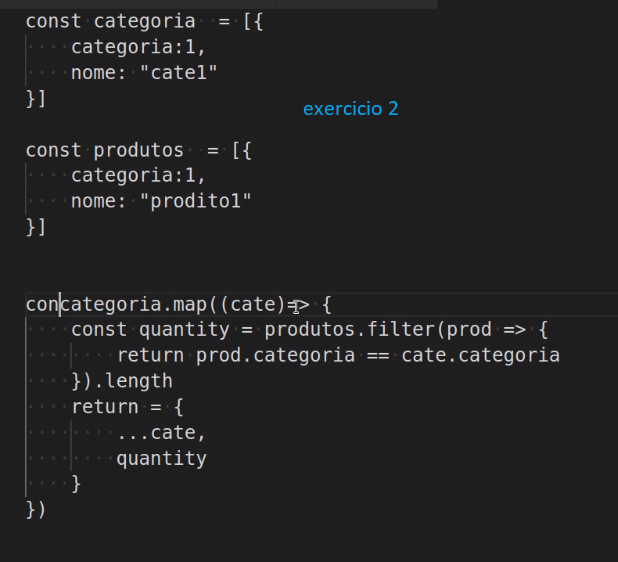 const categoria  = [{
    categoria:1,
    nome: "cate1"
}]
exercicio 2
const produtos  = [{
    categoria:1,
    nome: "prodito1"
}]
concategoria.map((cate)=> {
    const quantity = produtos.filter(prod => {
        return prod.categoria == cate.categoria
    }).length
    return = {
        ...cate,
        quantity
    }
})